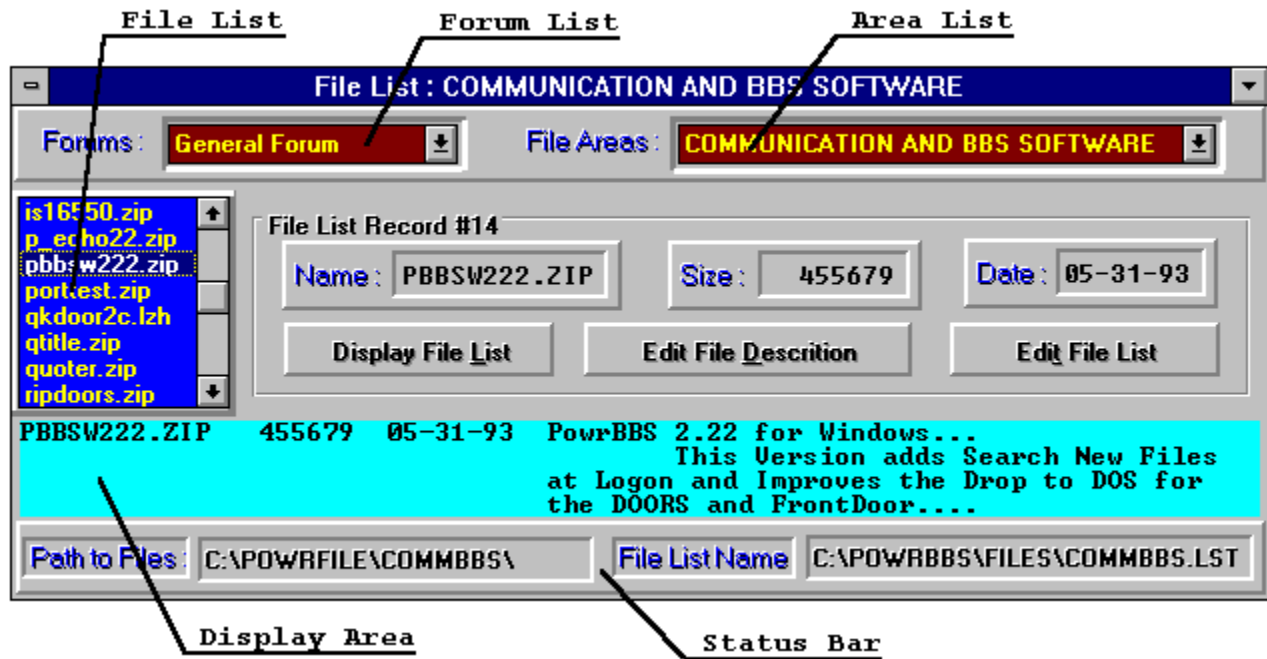 File List Forum List Area List
File List : COMMUNICATION AND BBS SOFTWARE
Forums : General Forum File Areas : COMMUNICATION AND BBS SOFTWARE
is16550.zip
p_echo22.zip
pbbsw222.zip
porttest.zip
qkdoor2c.lzh
qtitle.zip
quoter.zip
ripdoors.zip
File List Record #14
Name : PBBSW222.ZIP Size : 455679 Date : 05-31-93
Display File List Edit File Descrition Edit File List
PBBSW222.ZIP 455679 05-31-93 PowrBBS 2.22 for Windows...
This Version adds Search New Files
at Logon and Improves the Drop to DOS for
the DOORS and FrontDoor....
Path to Files : C:\POWRFILE\COMMBBS\ File List Name C:\POWRBBS\FILES\COMMBBS.LST
Display Area Status Bar